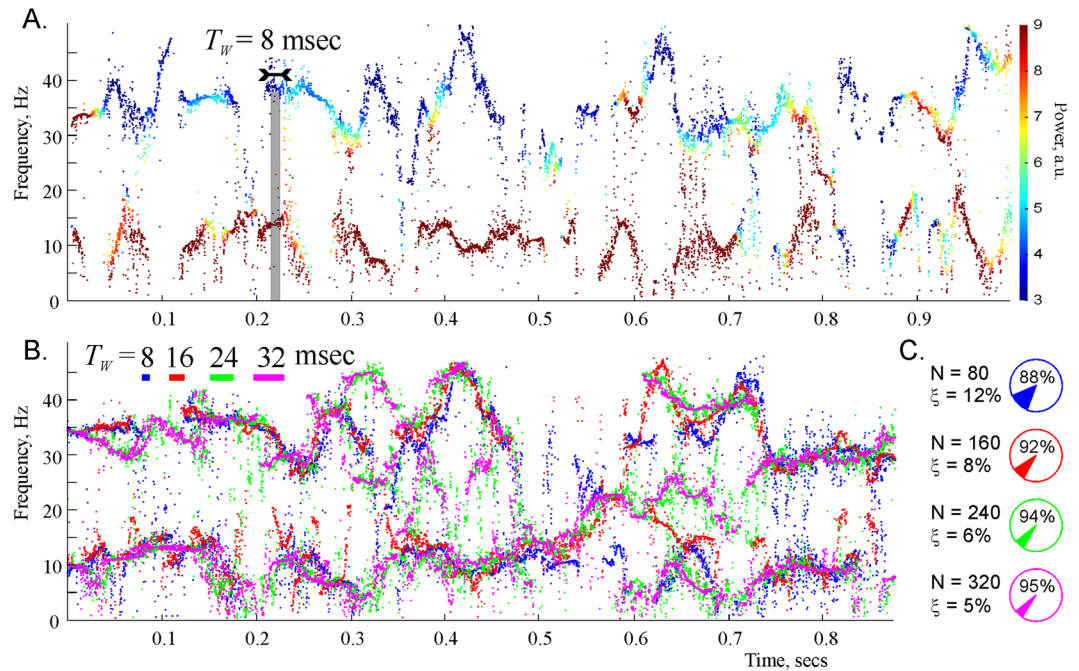 A.
T_W = 8 msec
Frequency, Hz
40
30
20
10
0
0.1 0.2 0.3 0.4 0.5 0.6 0.7 0.8 0.9
9
8
7
6
5
4
3
Power, a.u.
B.
T_W = 8 16 24 32 msec
Frequency, Hz
40
30
20
10
0
0.1 0.2 0.3 0.4 0.5 0.6 0.7 0.8
Time, secs
C.
N = 80
ξ = 12%
88%
N = 160
ξ = 8%
92%
N = 240
ξ = 6%
94%
N = 320
ξ = 5%
95%